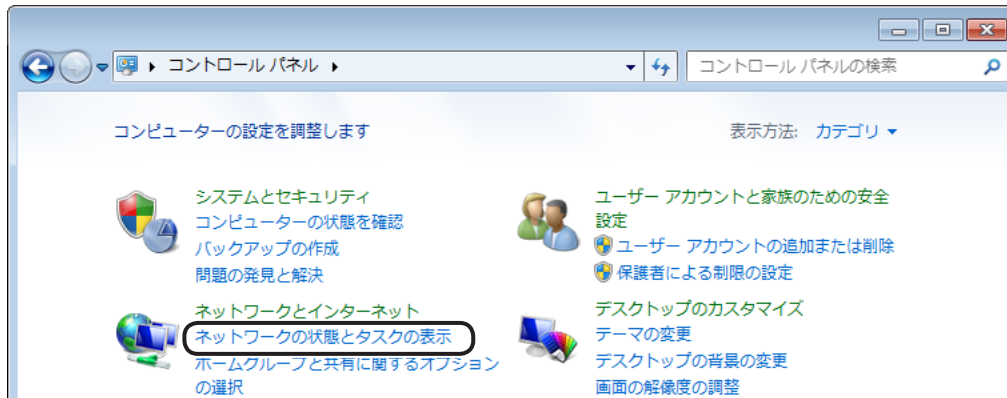 コントロール パネル
コントロール パネルの検索
コンピューターの設定を調整します
表示方法: カテゴリ
システムとセキュリティ
コンピューターの状態を確認
バックアップの作成
問題の発見と解決
ネットワークとインターネット
ネットワークの状態とタスクの表示
ホームグループと共有に関するオプション
の選択
ユーザー アカウントと家族のための安全
設定
ユーザー アカウントの追加または削除
保護者による制限の設定
デスクトップのカスタマイズ
テーマの変更
デスクトップの背景の変更
画面の解像度の調整